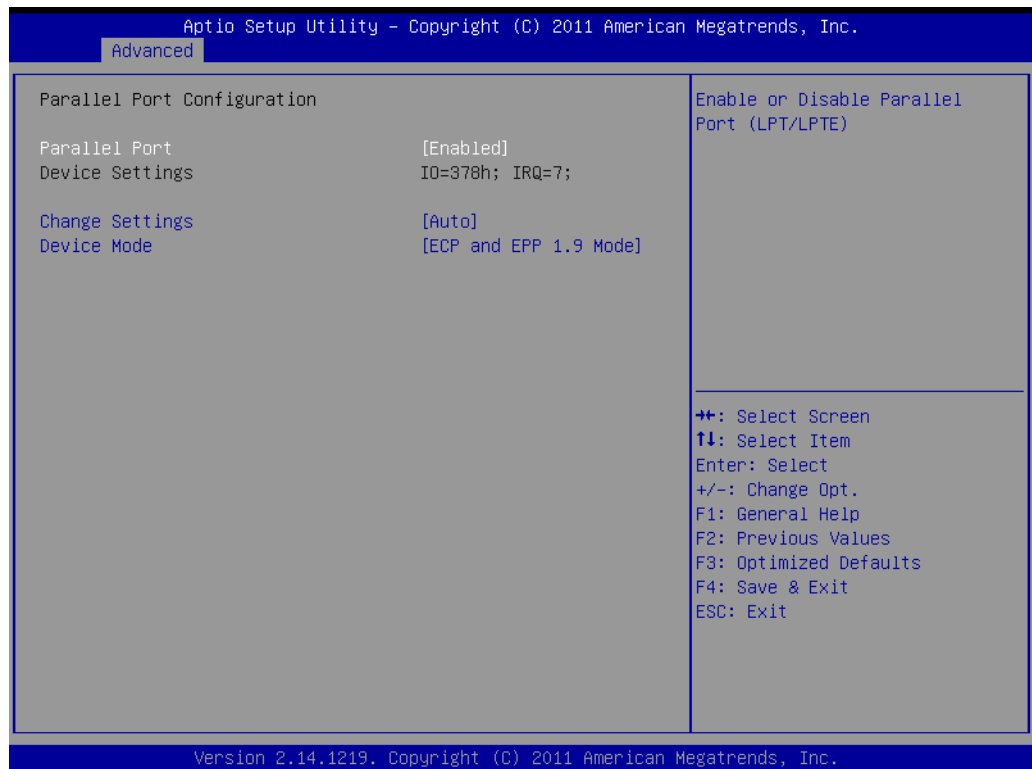 Aptio Setup Utility – Copyright (C) 2011 American Megatrends, Inc.
Advanced
Parallel Port Configuration
Parallel Port [Enabled]
Device Settings IO=378h; IRQ=7;
Change Settings [Auto]
Device Mode [ECP and EPP 1.9 Mode]
Enable or Disable Parallel
Port (LPT/LPTE)
→←: Select Screen
↑↓: Select Item
Enter: Select
+/-: Change Opt.
F1: General Help
F2: Previous Values
F3: Optimized Defaults
F4: Save & Exit
ESC: Exit
Version 2.14.1219. Copyright (C) 2011 American Megatrends, Inc.